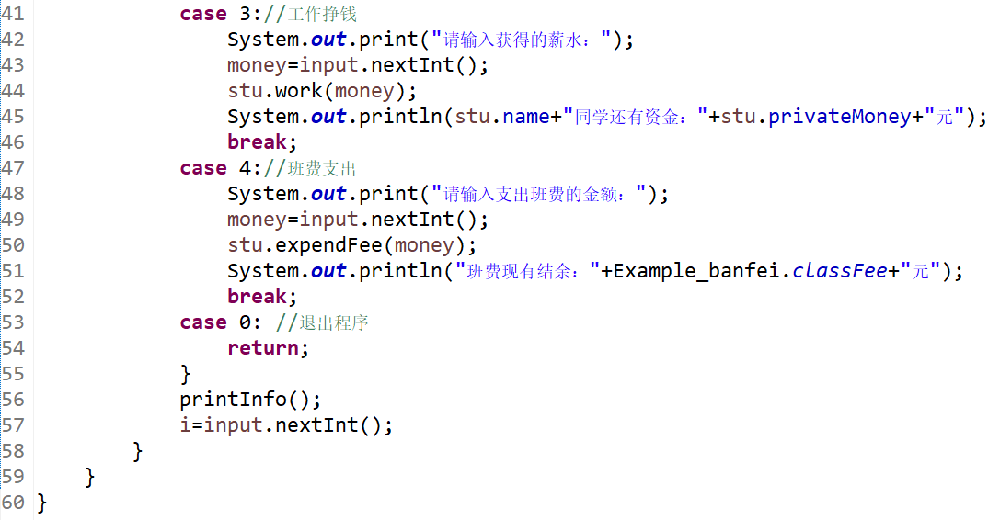 41 case 3://工作挣钱
42 System.out.print("请输入获得的薪水：");
43 money=input.nextInt();
44 stu.work(money);
45 System.out.println(stu.name+"同学还有资金："+stu.privateMoney+"元");
46 break;
47 case 4://班费支出
48 System.out.print("请输入支出班费的金额：");
49 money=input.nextInt();
50 stu.expendFee(money);
51 System.out.println("班费现有结余："+Example_banfei.classFee+"元");
52 break;
53 case 0: //退出程序
54 return;
55 }
56 printInfo();
57 i=input.nextInt();
58 }
59 }
60 }